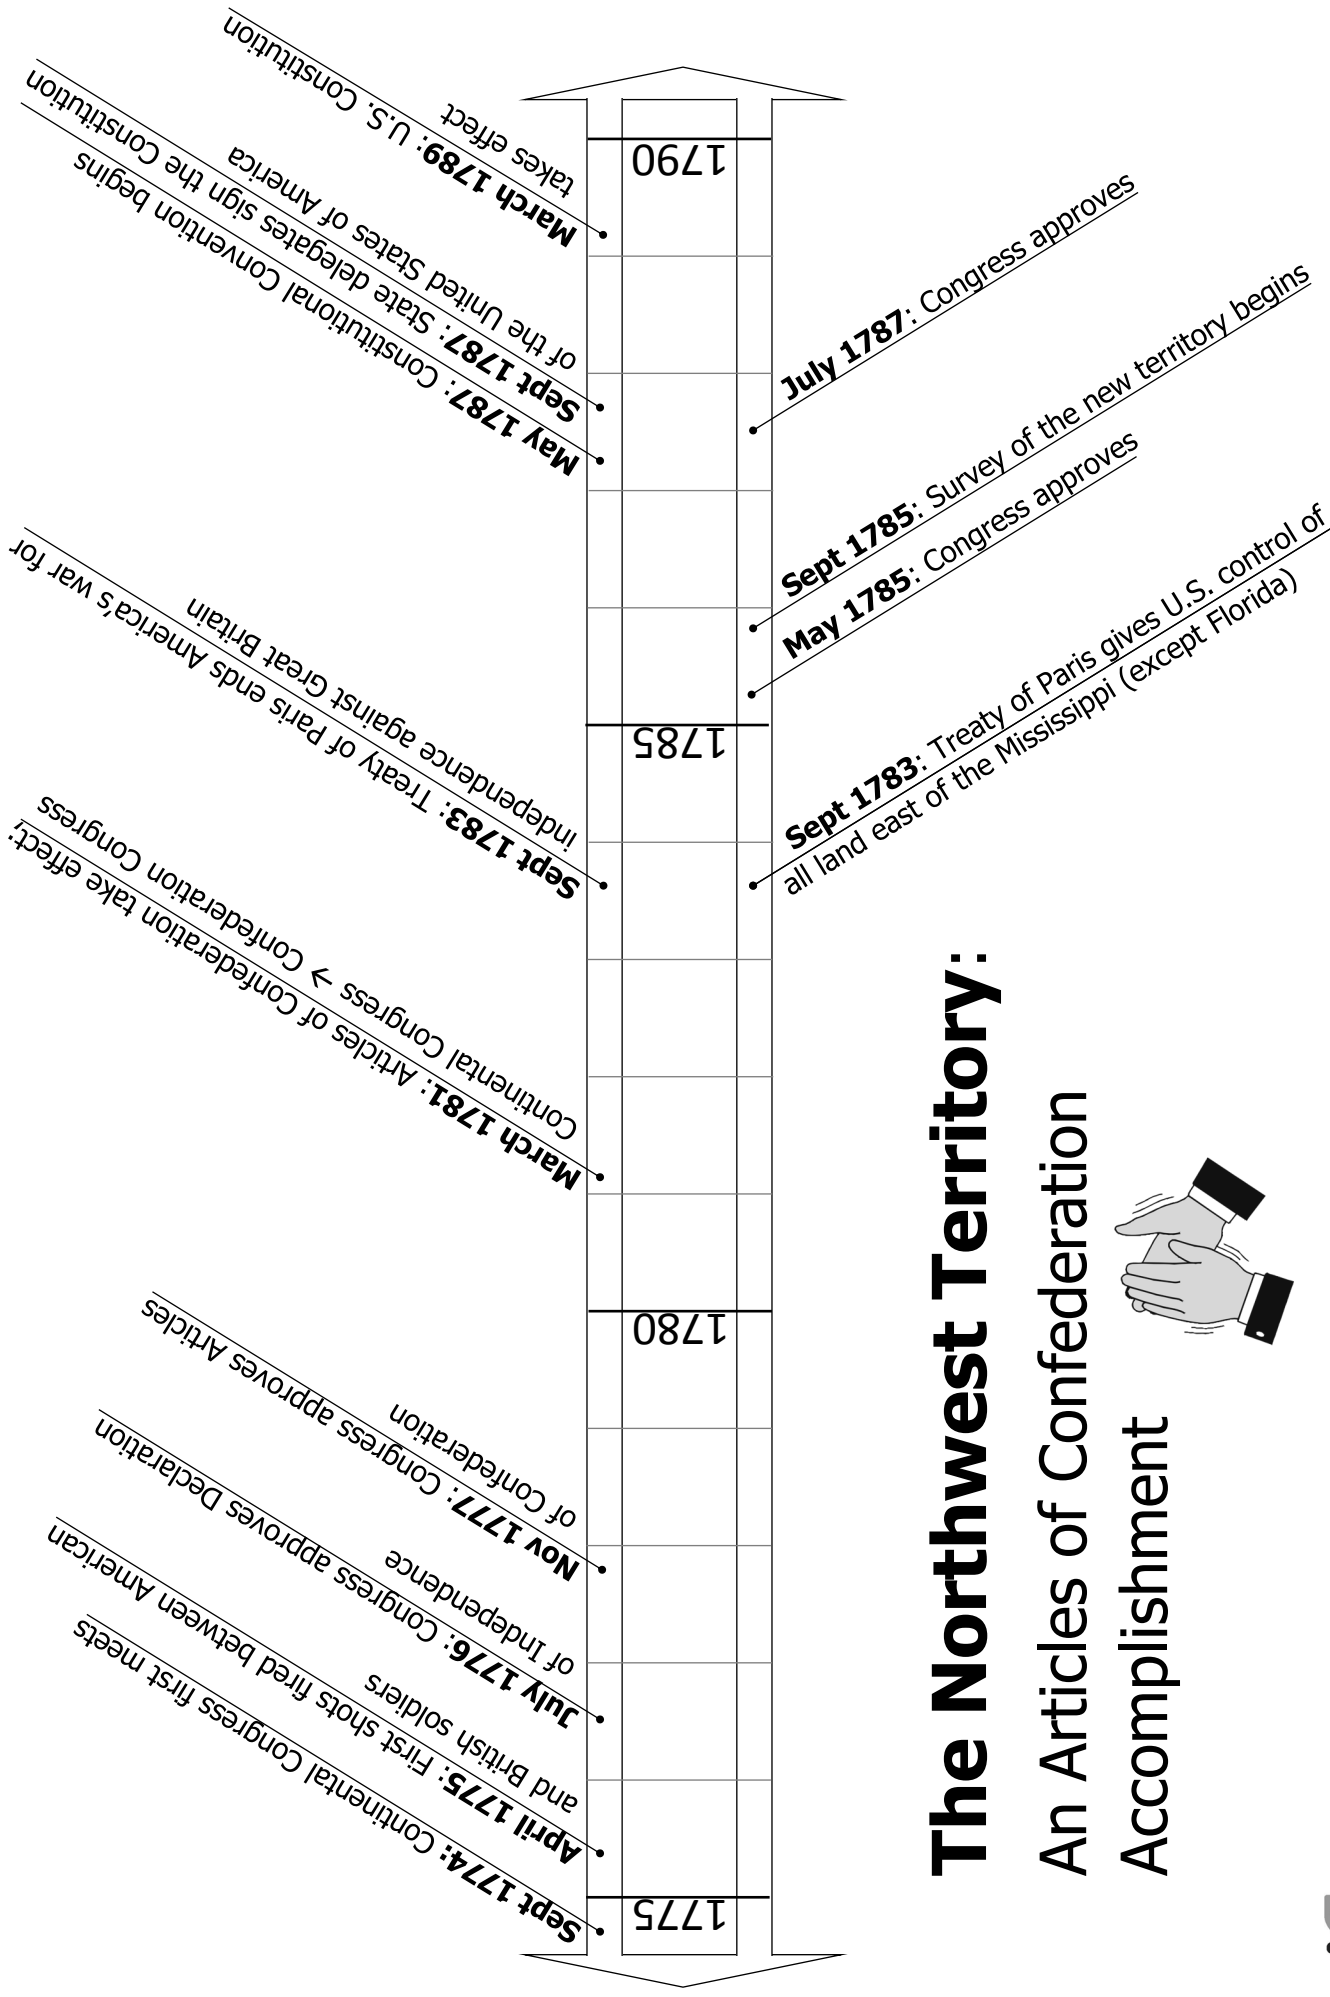 Sept 1774: Continental Congress first meets
April 1775: First shots fired between American
and British soldiers
July 1776: Congress approves Declaration
of Independence
Nov 1777: Congress approves Articles
of Confederation
March 1781: Articles of Confederation take effect;
Continental Congress → Confederation Congress
Sept 1783: Treaty of Paris ends America's war for
independence against Great Britain
May 1787: Constitutional Convention begins
Sept 1787: State delegates sign the Constitution
of the United States of America
March 1789: U.S. Constitution
takes effect
1775
1780
1785
1790
Sept 1783: Treaty of Paris gives U.S. control of
all land east of the Mississippi (except Florida)
May 1785: Congress approves
Sept 1785: Survey of the new territory begins
July 1787: Congress approves
The Northwest Territory:
An Articles of Confederation
Accomplishment